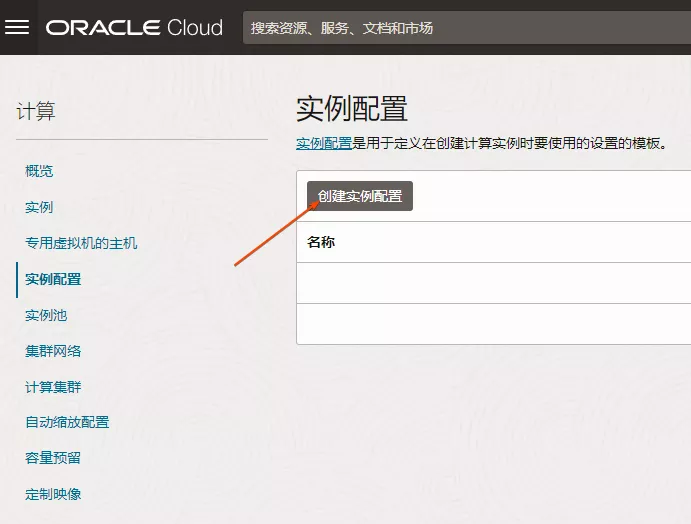 ORACLE Cloud
搜索资源、服务、文档和市场
计算
概览
实例
专用虚拟机的主机
实例配置
实例池
集群网络
计算集群
自动缩放配置
容量预留
定制映像
实例配置
实例配置是用于定义在创建计算实例时要使用的设置的模板。
创建实例配置
名称